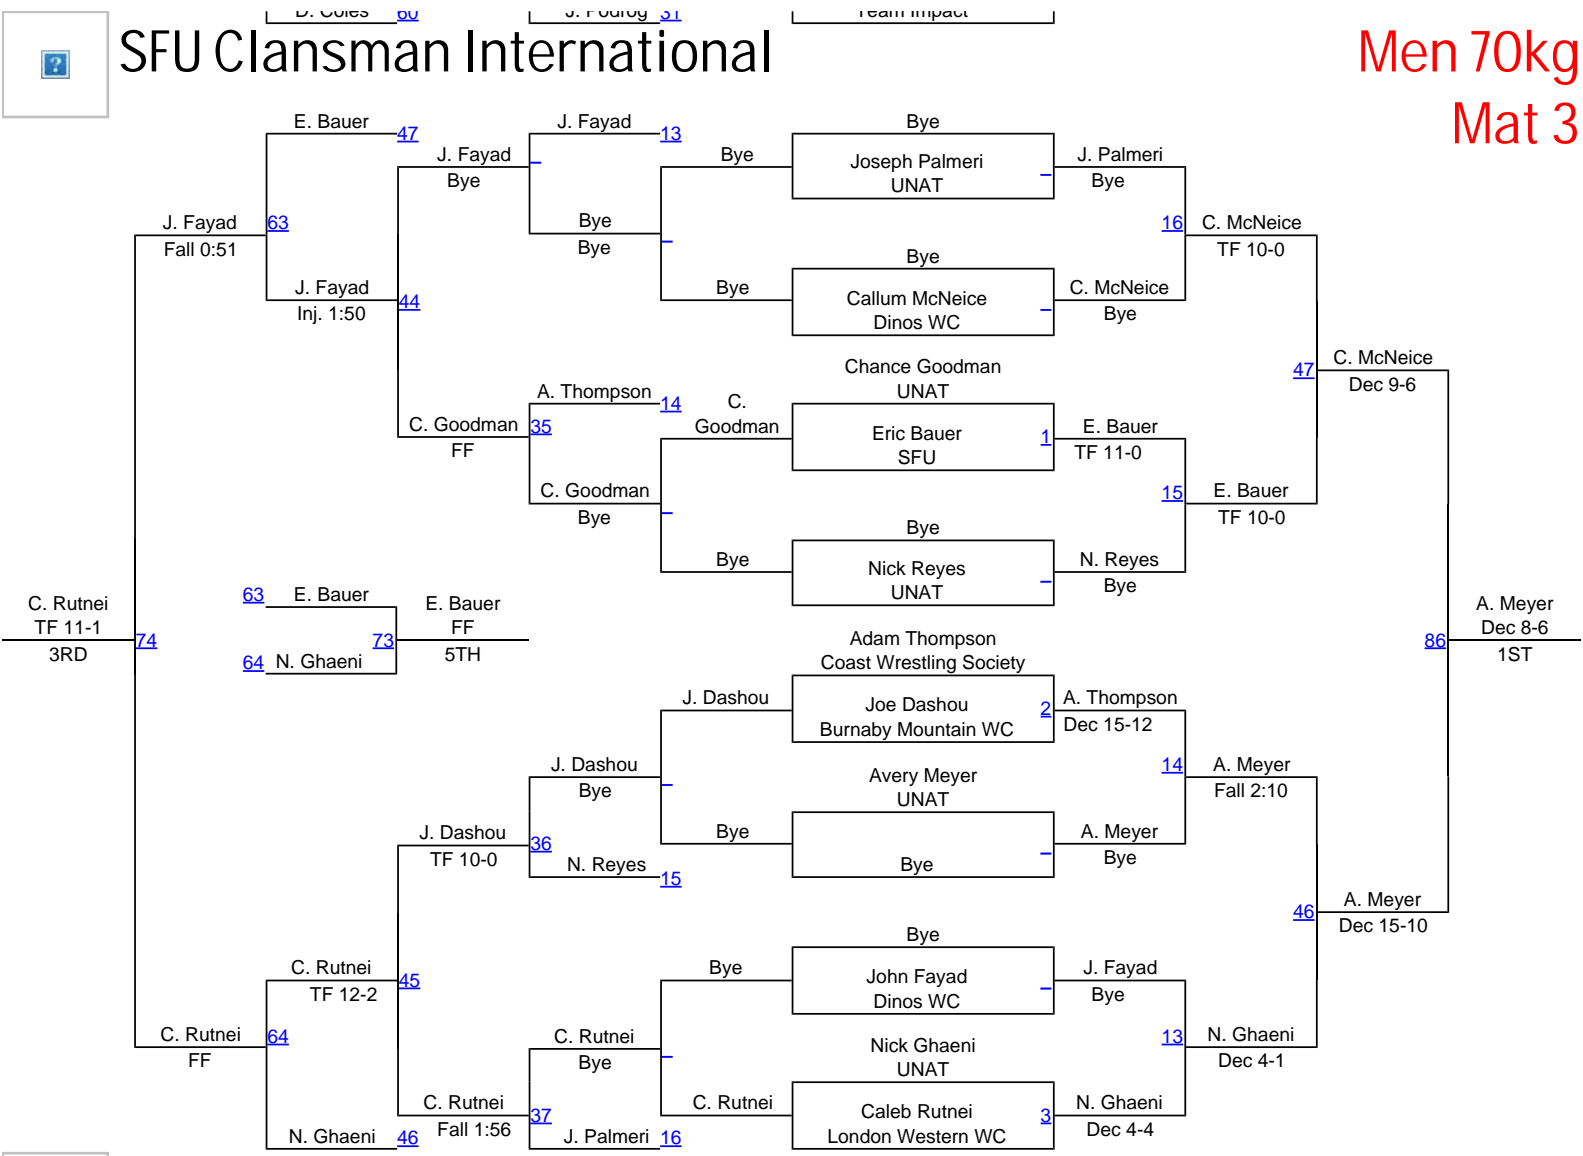 D. Coles 60 J. Podrog 31 Team Impact
SFU Clansman International
Men 70kg
Mat 3
E. Bauer 47
J. Fayad 13
Bye
J. Fayad
Bye
Bye
Joseph Palmeri
UNAT
J. Palmeri
Bye
J. Fayad
Fall 0:51
63
Bye
Bye
16
C. McNeice
TF 10-0
Bye
J. Fayad
Inj. 1:50
44
Bye
Callum McNeice
Dinos WC
C. McNeice
Bye
Chance Goodman
UNAT
47
C. McNeice
Dec 9-6
A. Thompson 14
C.
Goodman
C. Goodman
FF
35
Eric Bauer
SFU
1
E. Bauer
TF 11-0
C. Goodman
Bye
15
E. Bauer
TF 10-0
Bye
Bye
Nick Reyes
UNAT
N. Reyes
Bye
63 E. Bauer
C. Rutnei
TF 11-1
3RD
74
73
E. Bauer
FF
5TH
64 N. Ghaeni
86
A. Meyer
Dec 8-6
1ST
Adam Thompson
Coast Wrestling Society
J. Dashou
Joe Dashou
Burnaby Mountain WC
2
A. Thompson
Dec 15-12
J. Dashou
Bye
Avery Meyer
UNAT
14
A. Meyer
Fall 2:10
J. Dashou
TF 10-0
36
Bye
Bye
A. Meyer
Bye
N. Reyes 15
46
A. Meyer
Dec 15-10
Bye
C. Rutnei
TF 12-2
45
Bye
John Fayad
Dinos WC
J. Fayad
Bye
C. Rutnei
FF
64
C. Rutnei
Bye
Nick Ghaeni
UNAT
13
N. Ghaeni
Dec 4-1
C. Rutnei
Fall 1:56
37
C. Rutnei
Caleb Rutnei
London Western WC
3
N. Ghaeni
Dec 4-4
N. Ghaeni 46
J. Palmeri 16